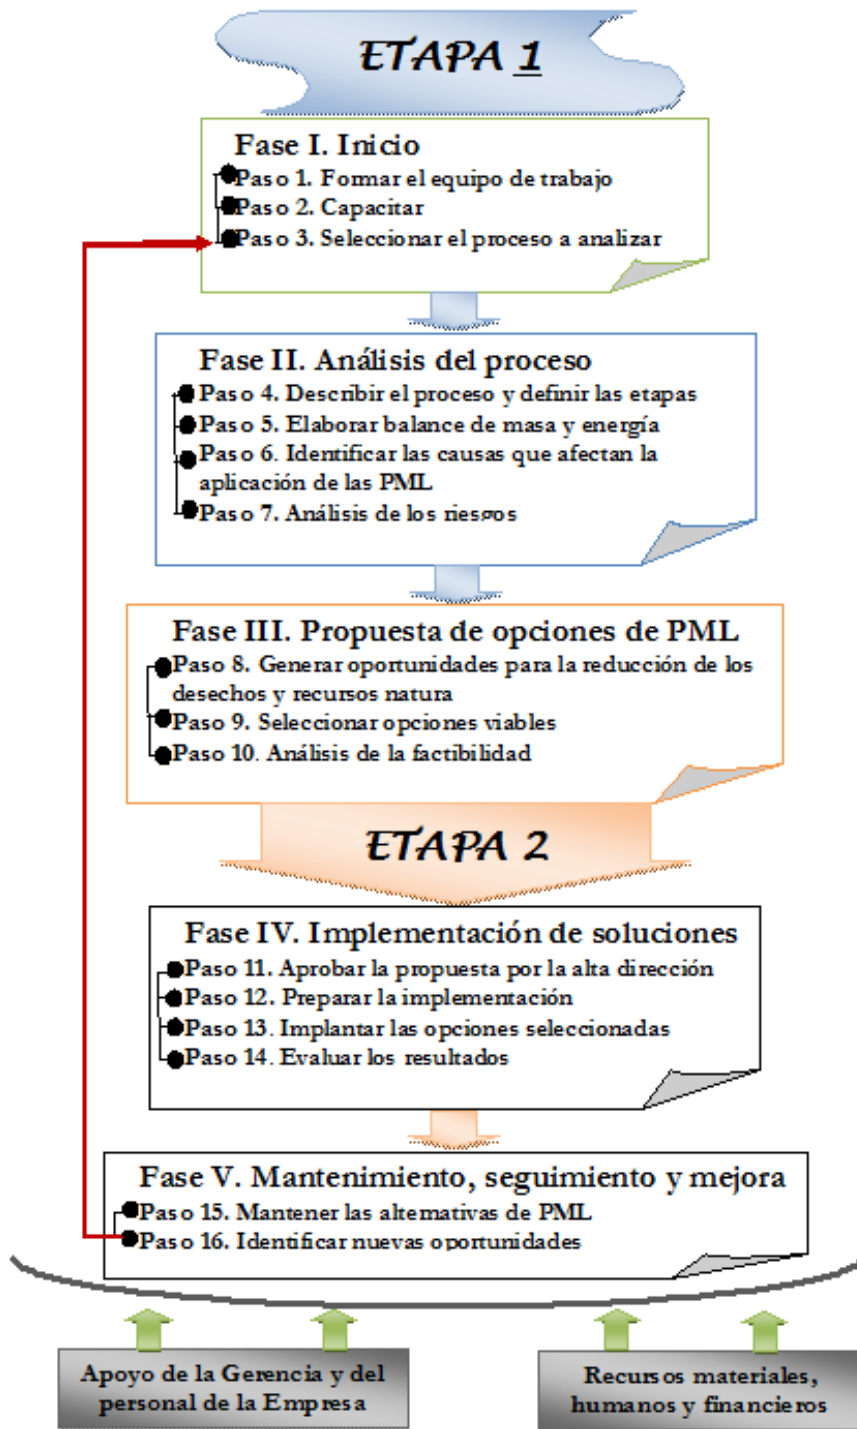 ETAPA 1
Fase I. Inicio
Paso 1. Formar el equipo de trabajo
Paso 2. Capacitar
Paso 3. Seleccionar el proceso a analizar
Fase II. Análisis del proceso
Paso 4. Describir el proceso y definir las etapas
Paso 5. Elaborar balance de masa y energía
Paso 6. Identificar las causas que afectan la
aplicación de las PML
Paso 7. Análisis de los riesgos
Fase III. Propuesta de opciones de PML
Paso 8. Generar oportunidades para la reducción de los
desechos y recursos natura
Paso 9. Seleccionar opciones viables
Paso 10. Análisis de la factibilidad
ETAPA 2
Fase IV. Implementación de soluciones
Paso 11. Aprobar la propuesta por la alta dirección
Paso 12. Preparar la implementación
Paso 13. Implantar las opciones seleccionadas
Paso 14. Evaluar los resultados
Fase V. Mantenimiento, seguimiento y mejora
Paso 15. Mantener las alternativas de PML
Paso 16. Identificar nuevas oportunidades
Apoyo de la Gerencia y del
personal de la Empresa
Recursos materiales,
humanos y financieros